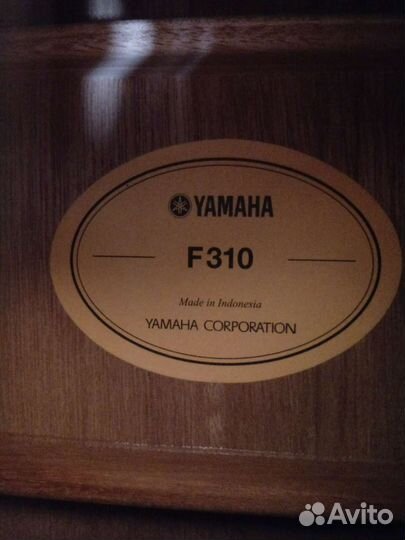 YAMAHA
F310
Made in Indonesia
YAMAHA CORPORATION
Avito